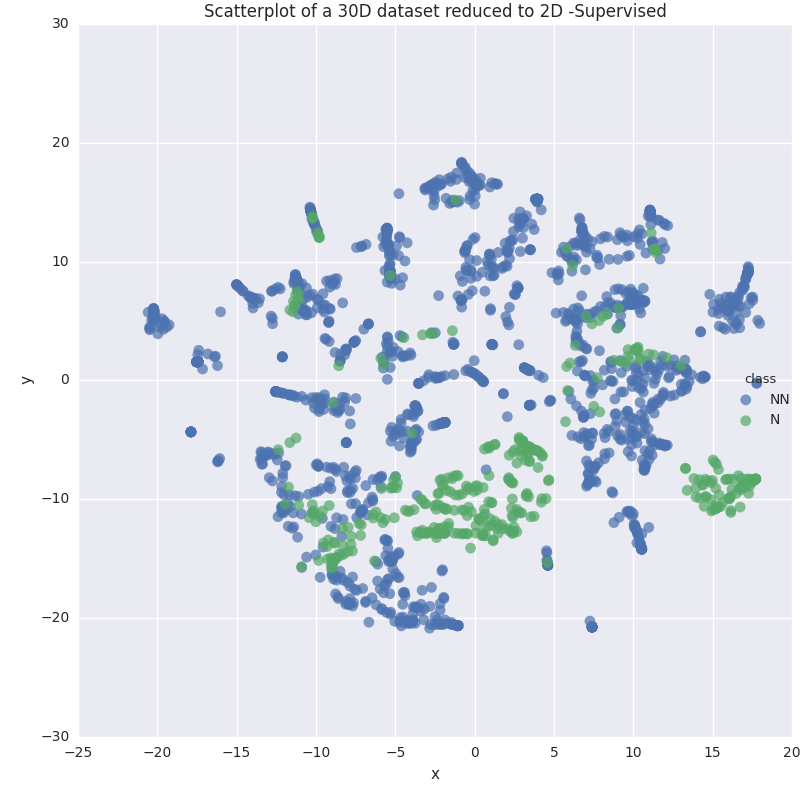 Scatterplot of a 30D dataset reduced to 2D -Supervised
30
20
10
0
−10
−20
−30
y
class
NN
N
−25 −20 −15 −10 −5 0 5 10 15 20
x